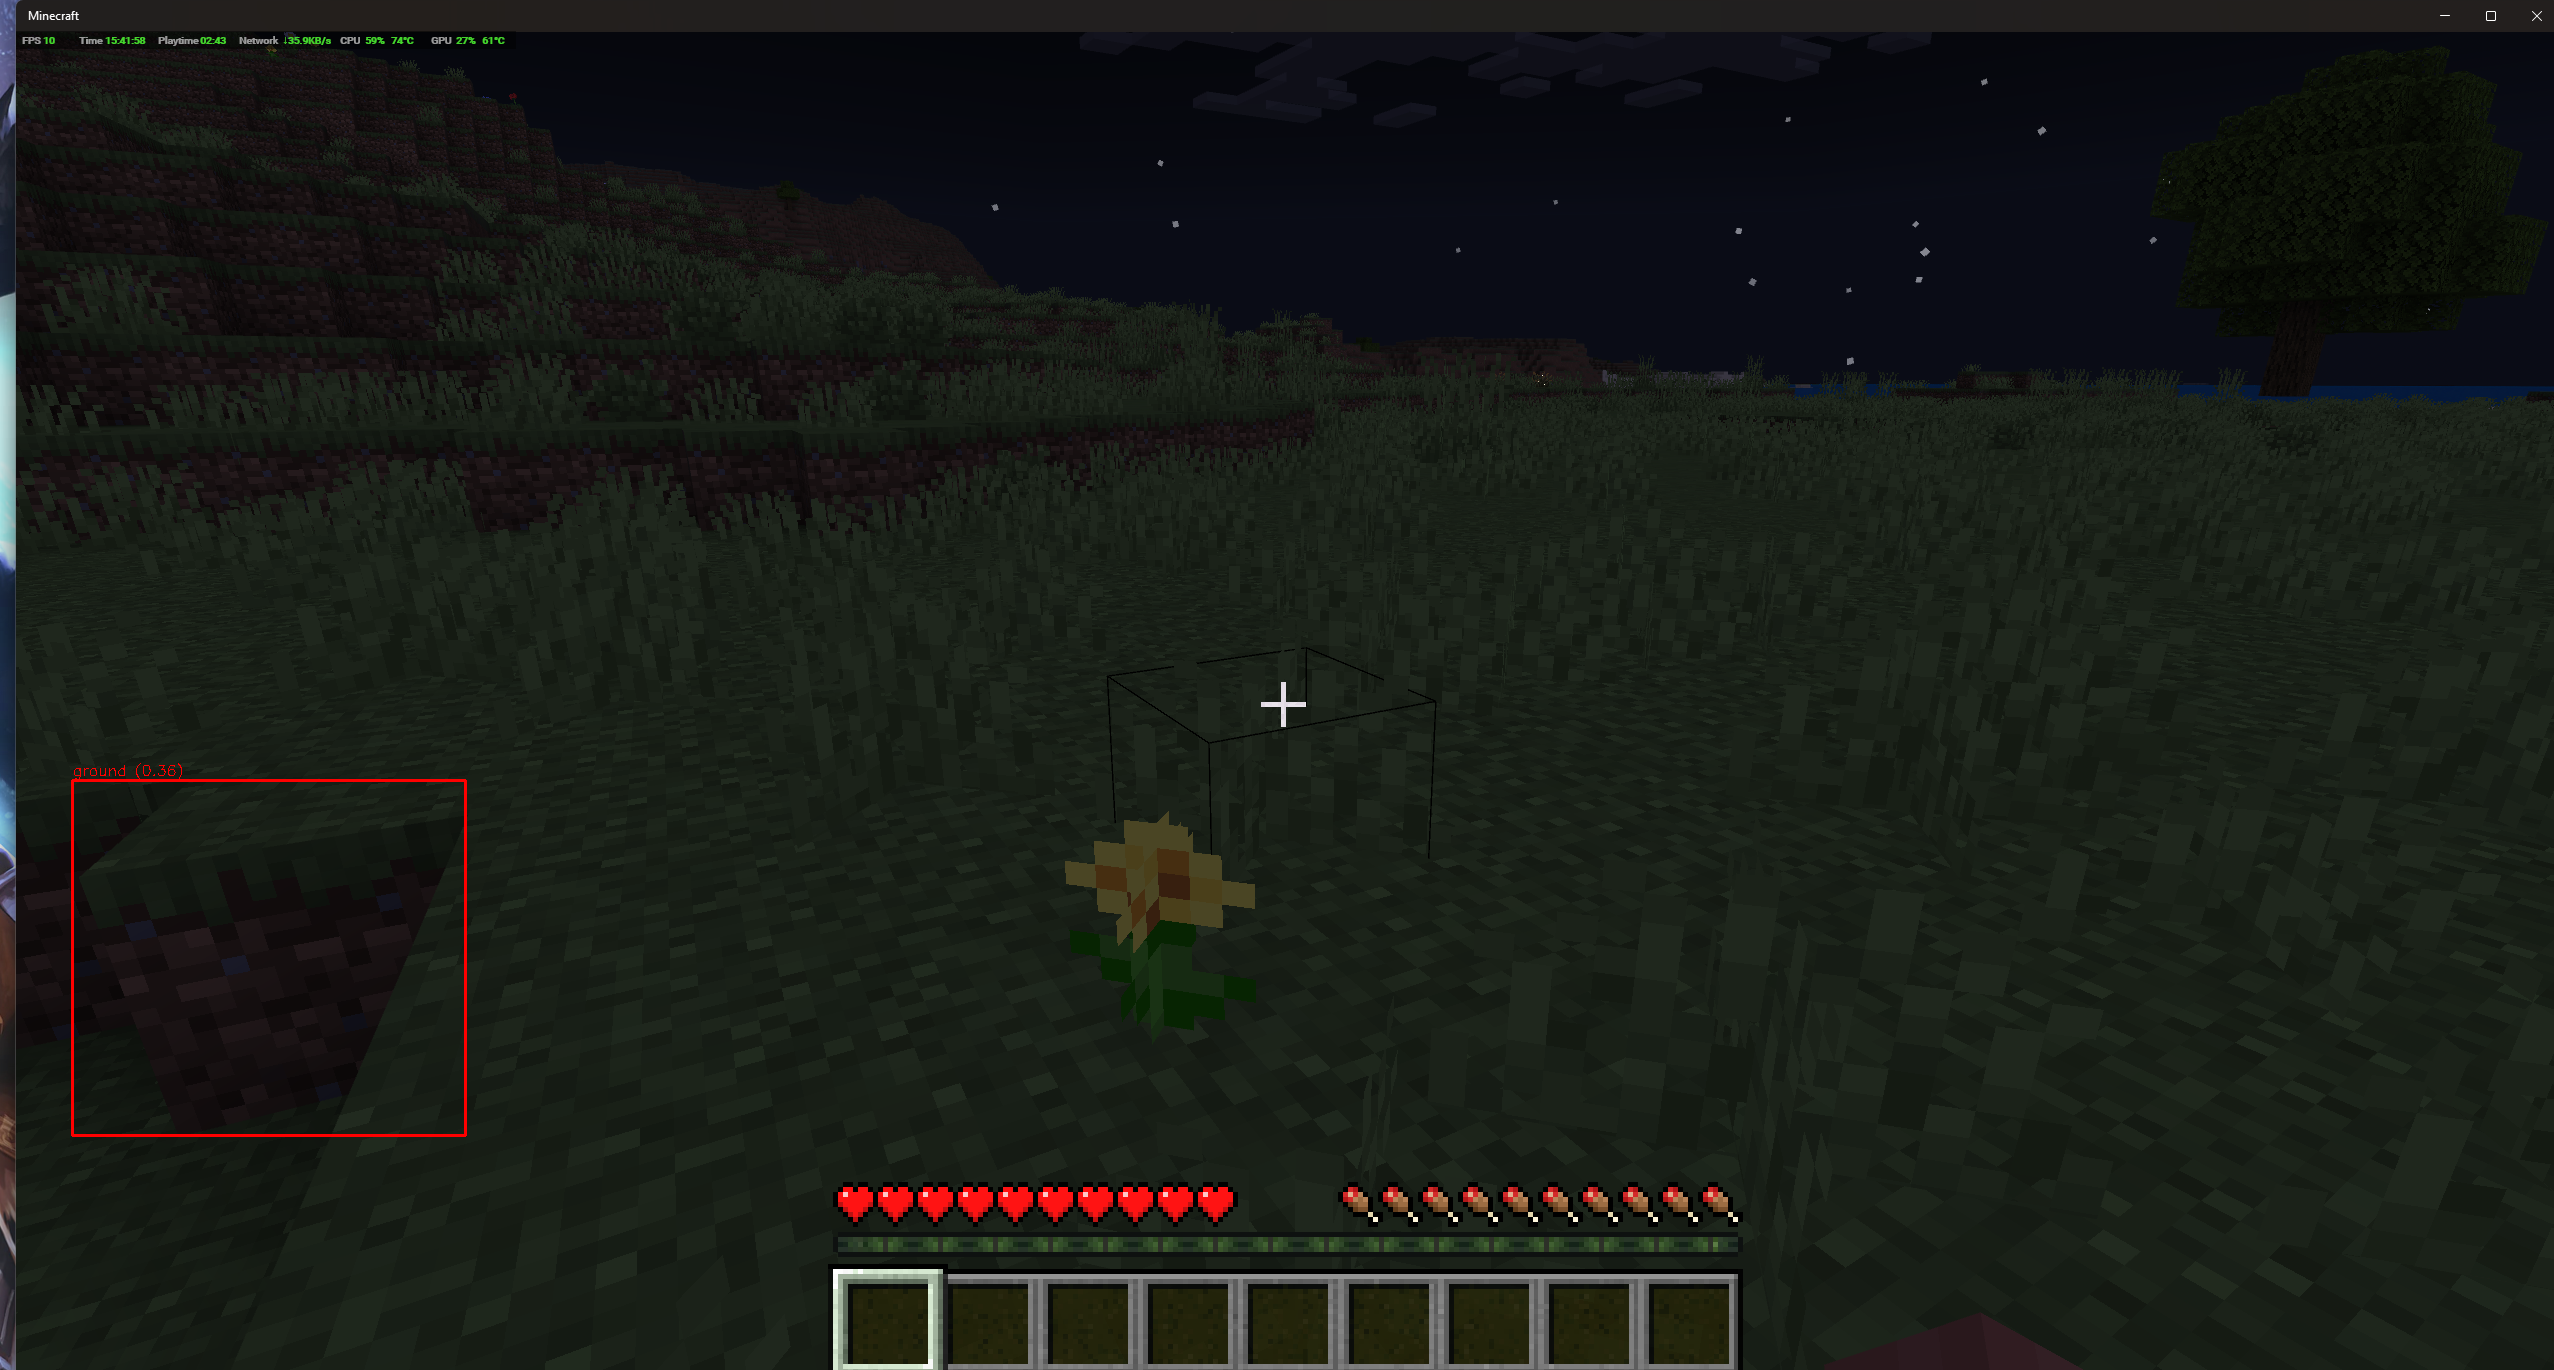 Minecraft
FPS 10 Time 15:41:58 Playtime 02:43 Network ↓35.9KB/s CPU 59% 74°C GPU 27% 61°C
ground (0.36)